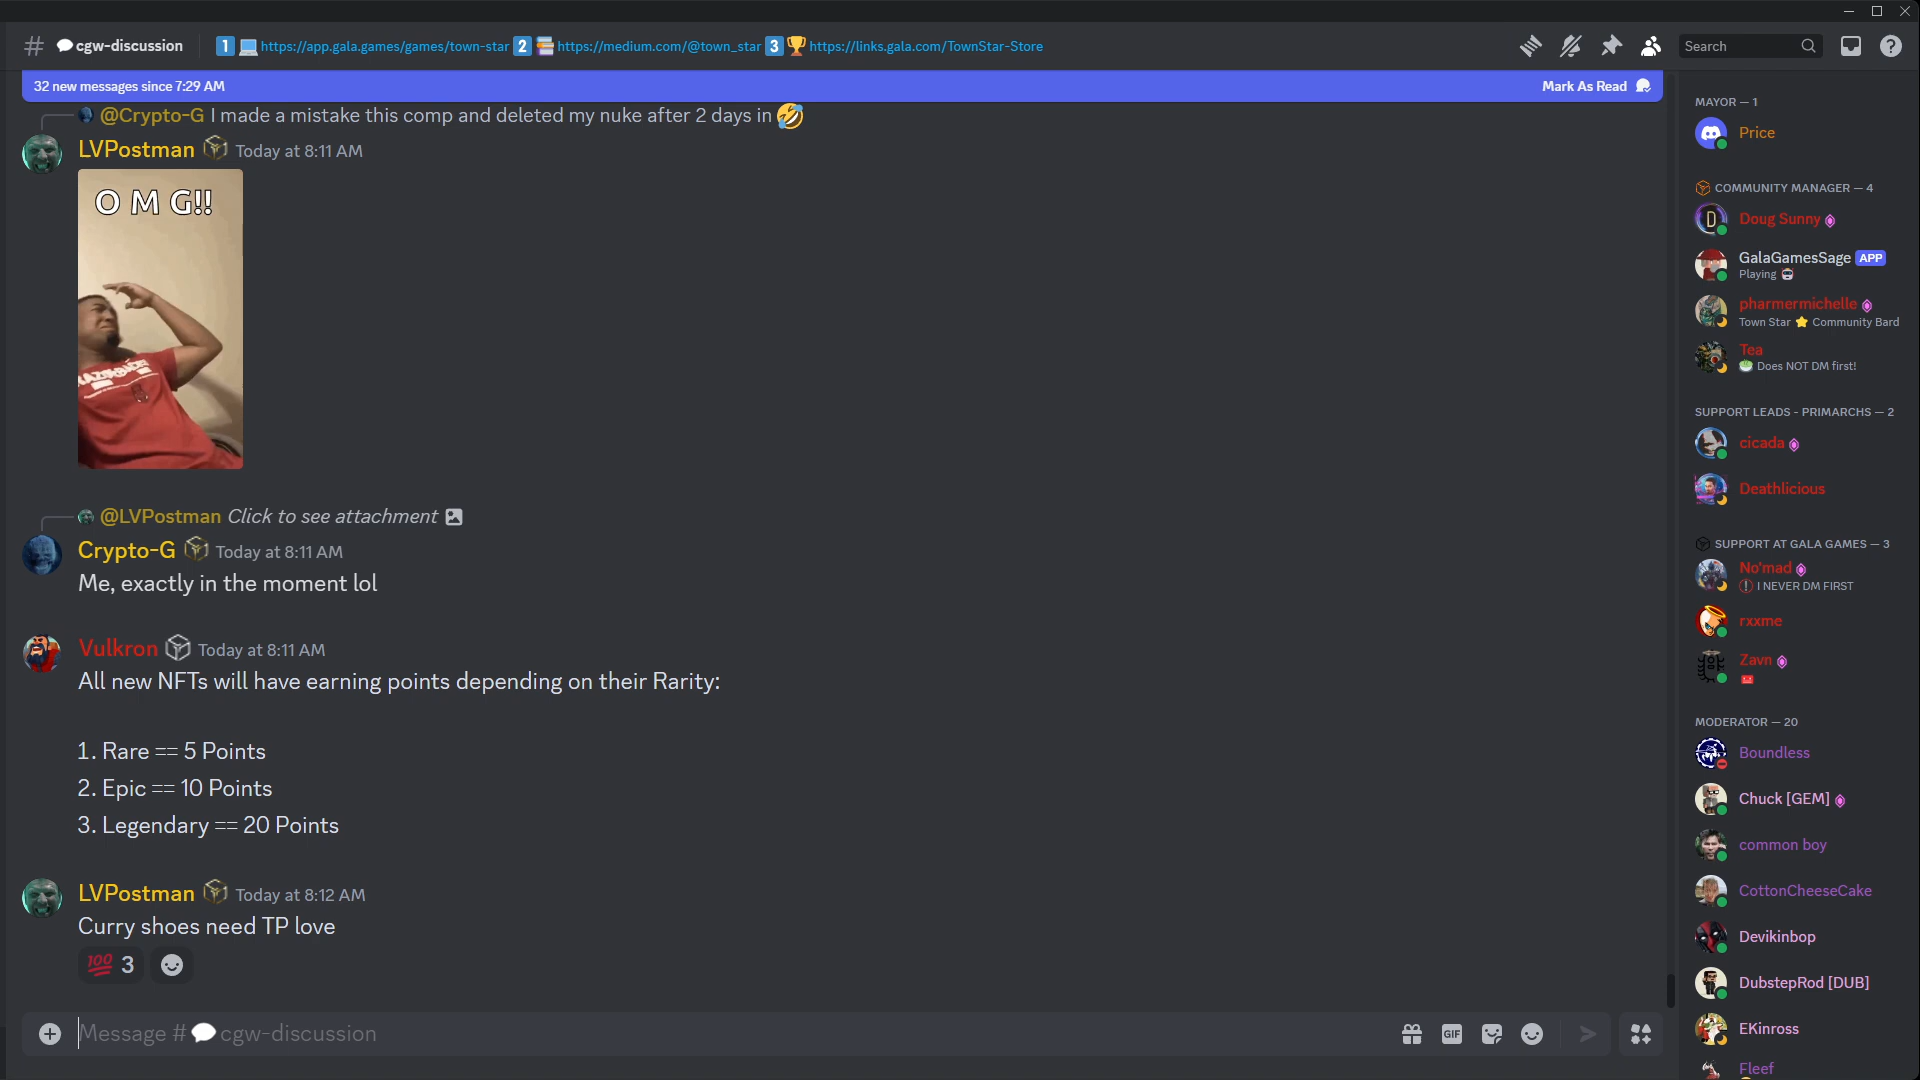 # 💬cgw-discussion
1 💻 https://app.gala.games/games/town-star 2 📚 https://medium.com/@town_star 3 🏆 https://links.gala.com/TownStar-Store
Search
32 new messages since 7:29 AM
Mark As Read
@Crypto-G I made a mistake this comp and deleted my nuke after 2 days in 🤣
LVPostman Today at 8:11 AM
O M G!!
@LVPostman Click to see attachment
Crypto-G Today at 8:11 AM
Me, exactly in the moment lol
Vulkron Today at 8:11 AM
All new NFTs will have earning points depending on their Rarity:
1. Rare == 5 Points
2. Epic == 10 Points
3. Legendary == 20 Points
LVPostman Today at 8:12 AM
Curry shoes need TP love
💯 3
Message #💬cgw-discussion
GIF
MAYOR — 1
Price
COMMUNITY MANAGER — 4
Doug Sunny
GalaGamesSage APP
Playing
pharmermichelle
Town Star ⭐ Community Bard
Tea
🍵 Does NOT DM first!
SUPPORT LEADS - PRIMARCHS — 2
cicada
Deathlicious
SUPPORT AT GALA GAMES — 3
No'mad
I NEVER DM FIRST
rxxme
Zavn
MODERATOR — 20
Boundless
Chuck [GEM]
common boy
CottonCheeseCake
Devikinbop
DubstepRod [DUB]
EKinross
Fleef